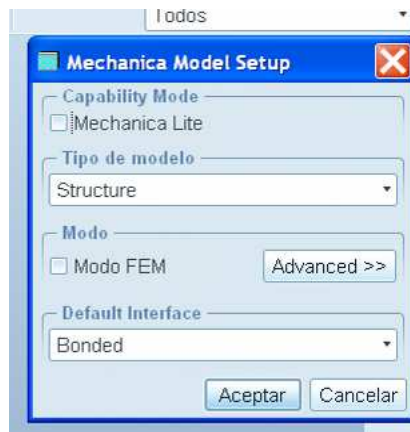 Todos
Mechanica Model Setup
Capability Mode
Mechanica Lite
Tipo de modelo
Structure
Modo
Modo FEM
Advanced >>
Default Interface
Bonded
Aceptar
Cancelar